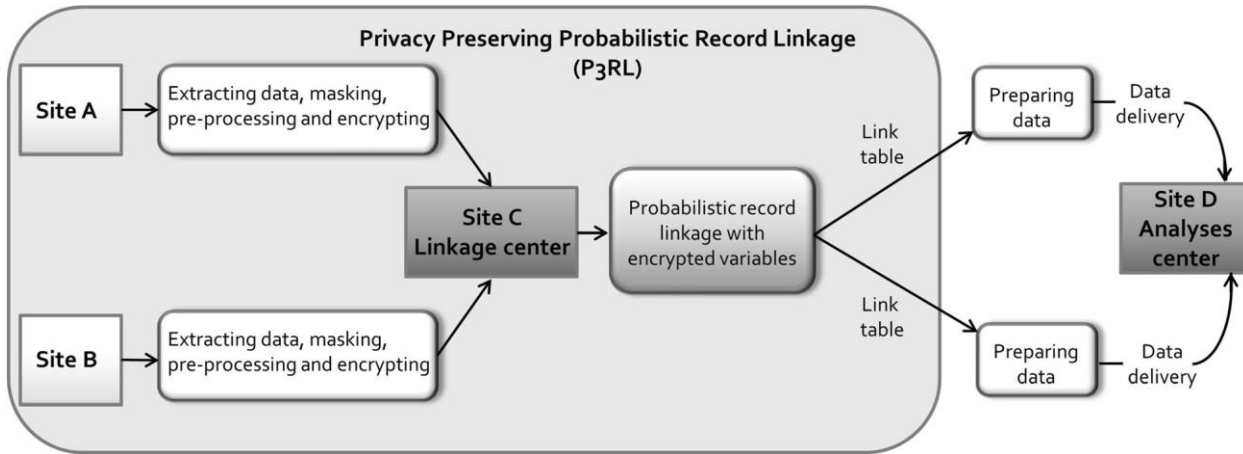 Privacy Preserving Probabilistic Record Linkage
(P3RL)
Site A
Extracting data, masking,
pre-processing and encrypting
Site C
Linkage center
Probabilistic record
linkage with
encrypted variables
Site B
Extracting data, masking,
pre-processing and encrypting
Link
table
Preparing
data
Data
delivery
Link
table
Preparing
data
Data
delivery
Site D
Analyses
center